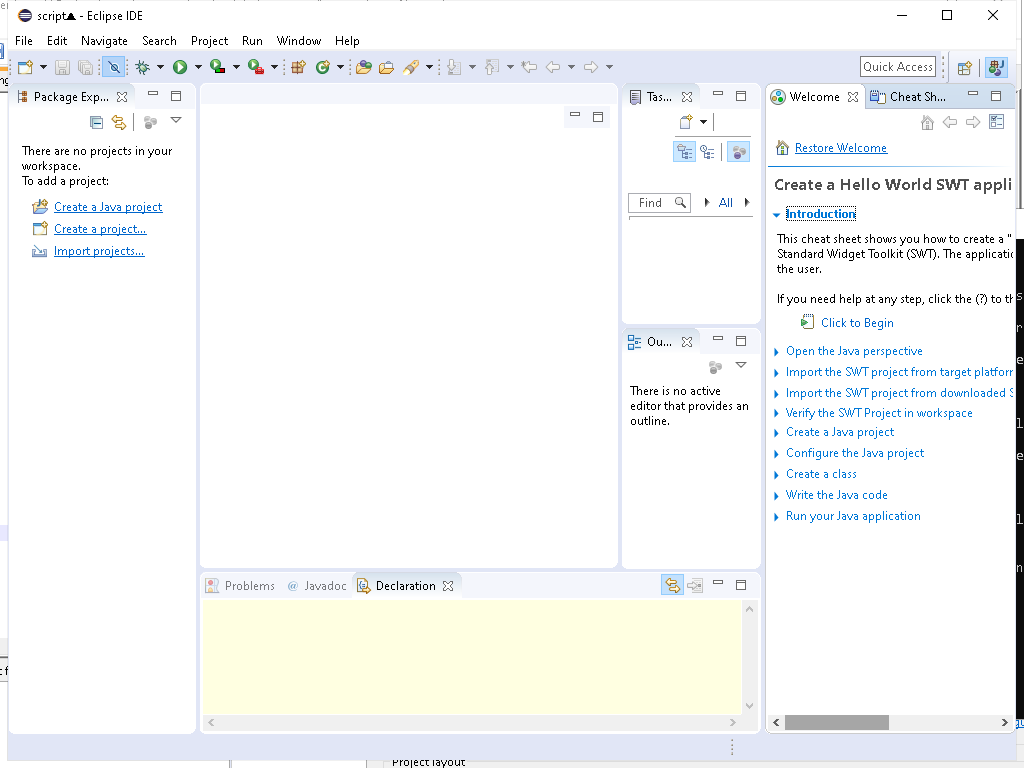 script▲ - Eclipse IDE
File Edit Navigate Search Project Run Window Help
Quick Access
Package Exp...
There are no projects in your
workspace.
To add a project:
Create a Java project
Create a project...
Import projects...
Tas...
Find
All
Ou...
There is no active
editor that provides an
outline.
Problems @ Javadoc Declaration
Welcome Cheat Sh...
Restore Welcome
Create a Hello World SWT appli
Introduction
This cheat sheet shows you how to create a "
Standard Widget Toolkit (SWT). The applicati
the user.
If you need help at any step, click the (?) to th
Click to Begin
Open the Java perspective
Import the SWT project from target platfor
Import the SWT project from downloaded S
Verify the SWT Project in workspace
Create a Java project
Configure the Java project
Create a class
Write the Java code
Run your Java application
Project layout